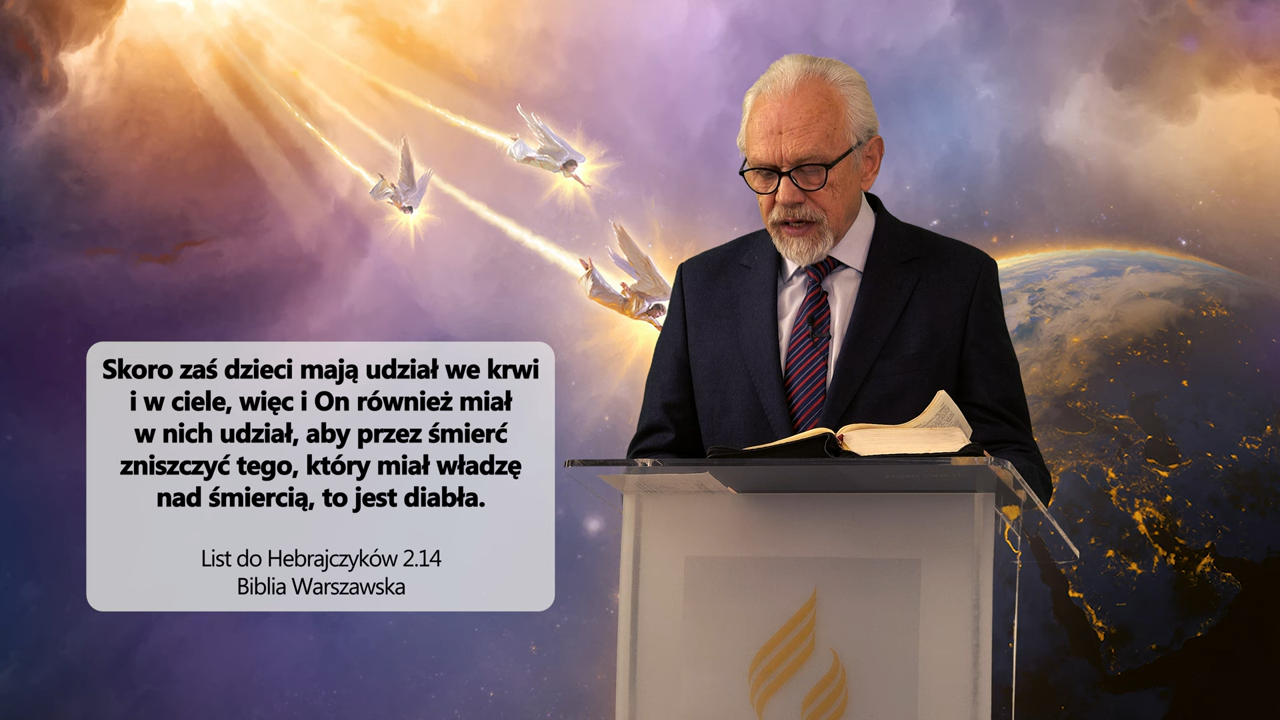 Skoro zaś dzieci mają udział we krwi
i w ciele, więc i On również miał
w nich udział, aby przez śmierć
zniszczyć tego, który miał władzę
nad śmiercią, to jest diabła.
List do Hebrajczyków 2.14
Biblia Warszawska